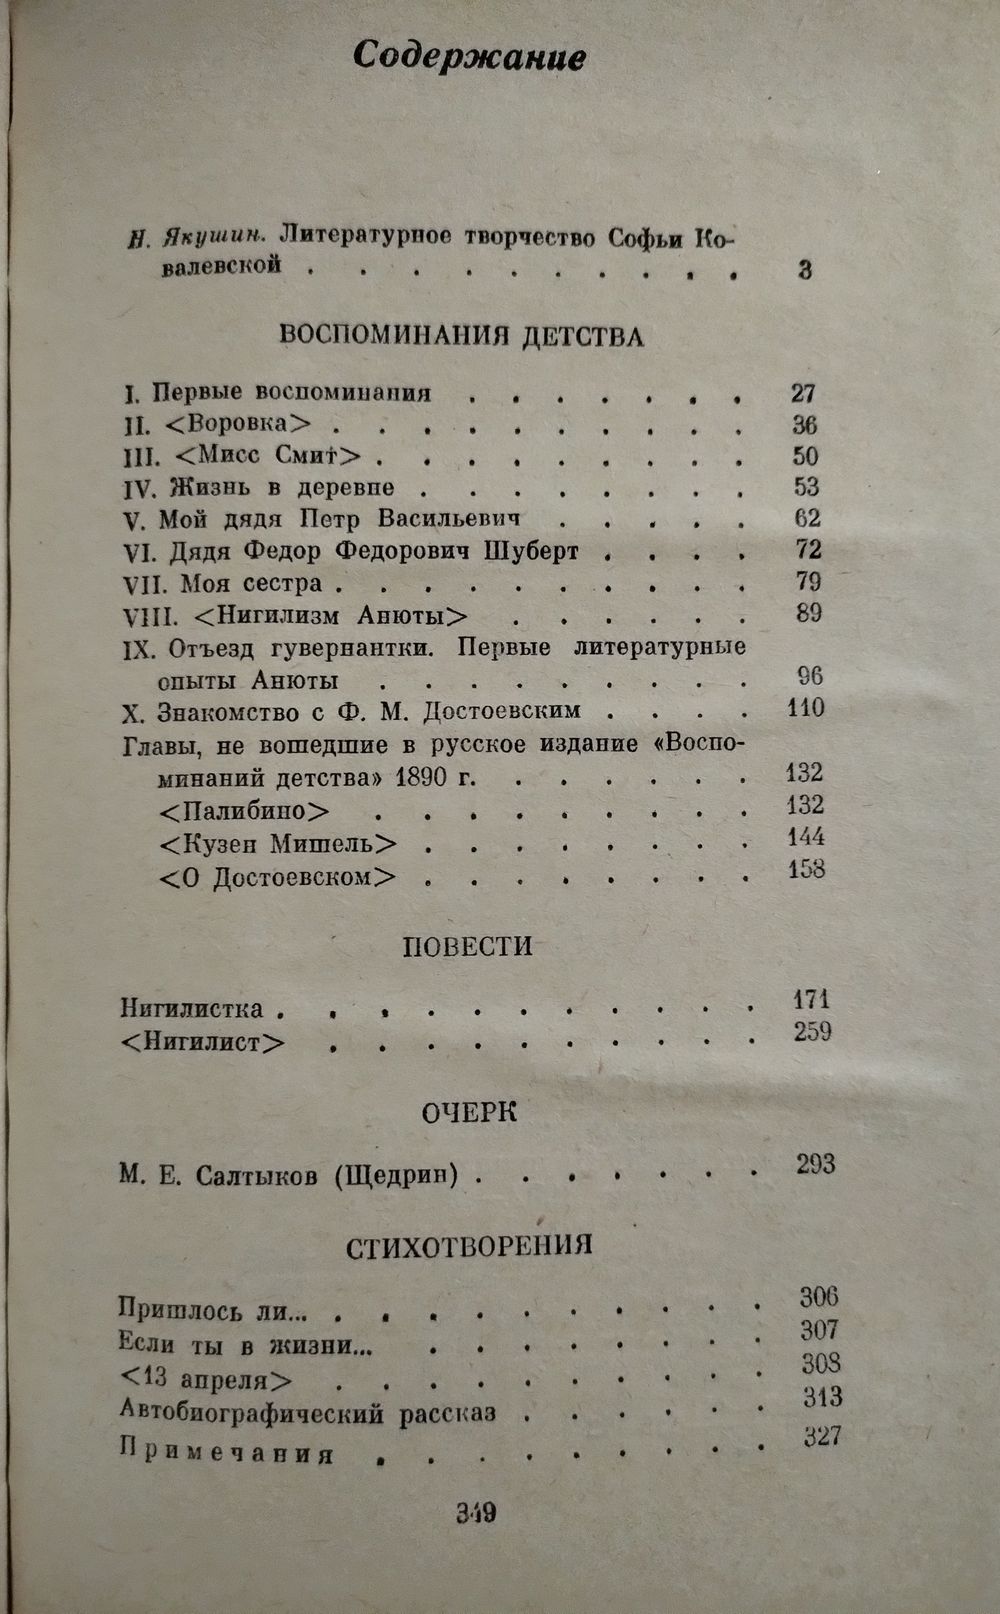 Содержание
Н. Якушин. Литературное творчество Софьи Ко-
валевской . . . . . . . . . . 3
ВОСПОМИНАНИЯ ДЕТСТВА
I. Первые воспоминания . . . . . . . 27
II. <Воровка> . . . . . . . . . . 36
III. <Мисс Смит> . . . . . . . . . 50
IV. Жизнь в деревне . . . . . . . . 53
V. Мой дядя Петр Васильевич . . . . . 62
VI. Дядя Федор Федорович Шуберт . . . . 72
VII. Моя сестра . . . . . . . . . . 79
VIII. <Нигилизм Анюты> . . . . . . 89
IX. Отъезд гувернантки. Первые литературные
опыты Анюты . . . . . . . . . 96
X. Знакомство с Ф. М. Достоевским . . . . 110
Главы, не вошедшие в русское издание «Воспо-
минаний детства» 1890 г. . . . . . . 132
<Палибино> . . . . . . . . . 132
<Кузен Мишель> . . . . . . . . 144
<О Достоевском> . . . . . . . . 158
ПОВЕСТИ
Нигилистка . . . . . . . . . . . 171
<Нигилист> . . . . . . . . . . 259
ОЧЕРК
М. Е. Салтыков (Щедрин) . . . . . . . 293
СТИХОТВОРЕНИЯ
Пришлось ли... . . . . . . . . . . 306
Если ты в жизни... . . . . . . . . 307
<13 апреля> . . . . . . . . . . 308
Автобиографический рассказ . . . . . . 313
Примечания . . . . . . . . . 327
349